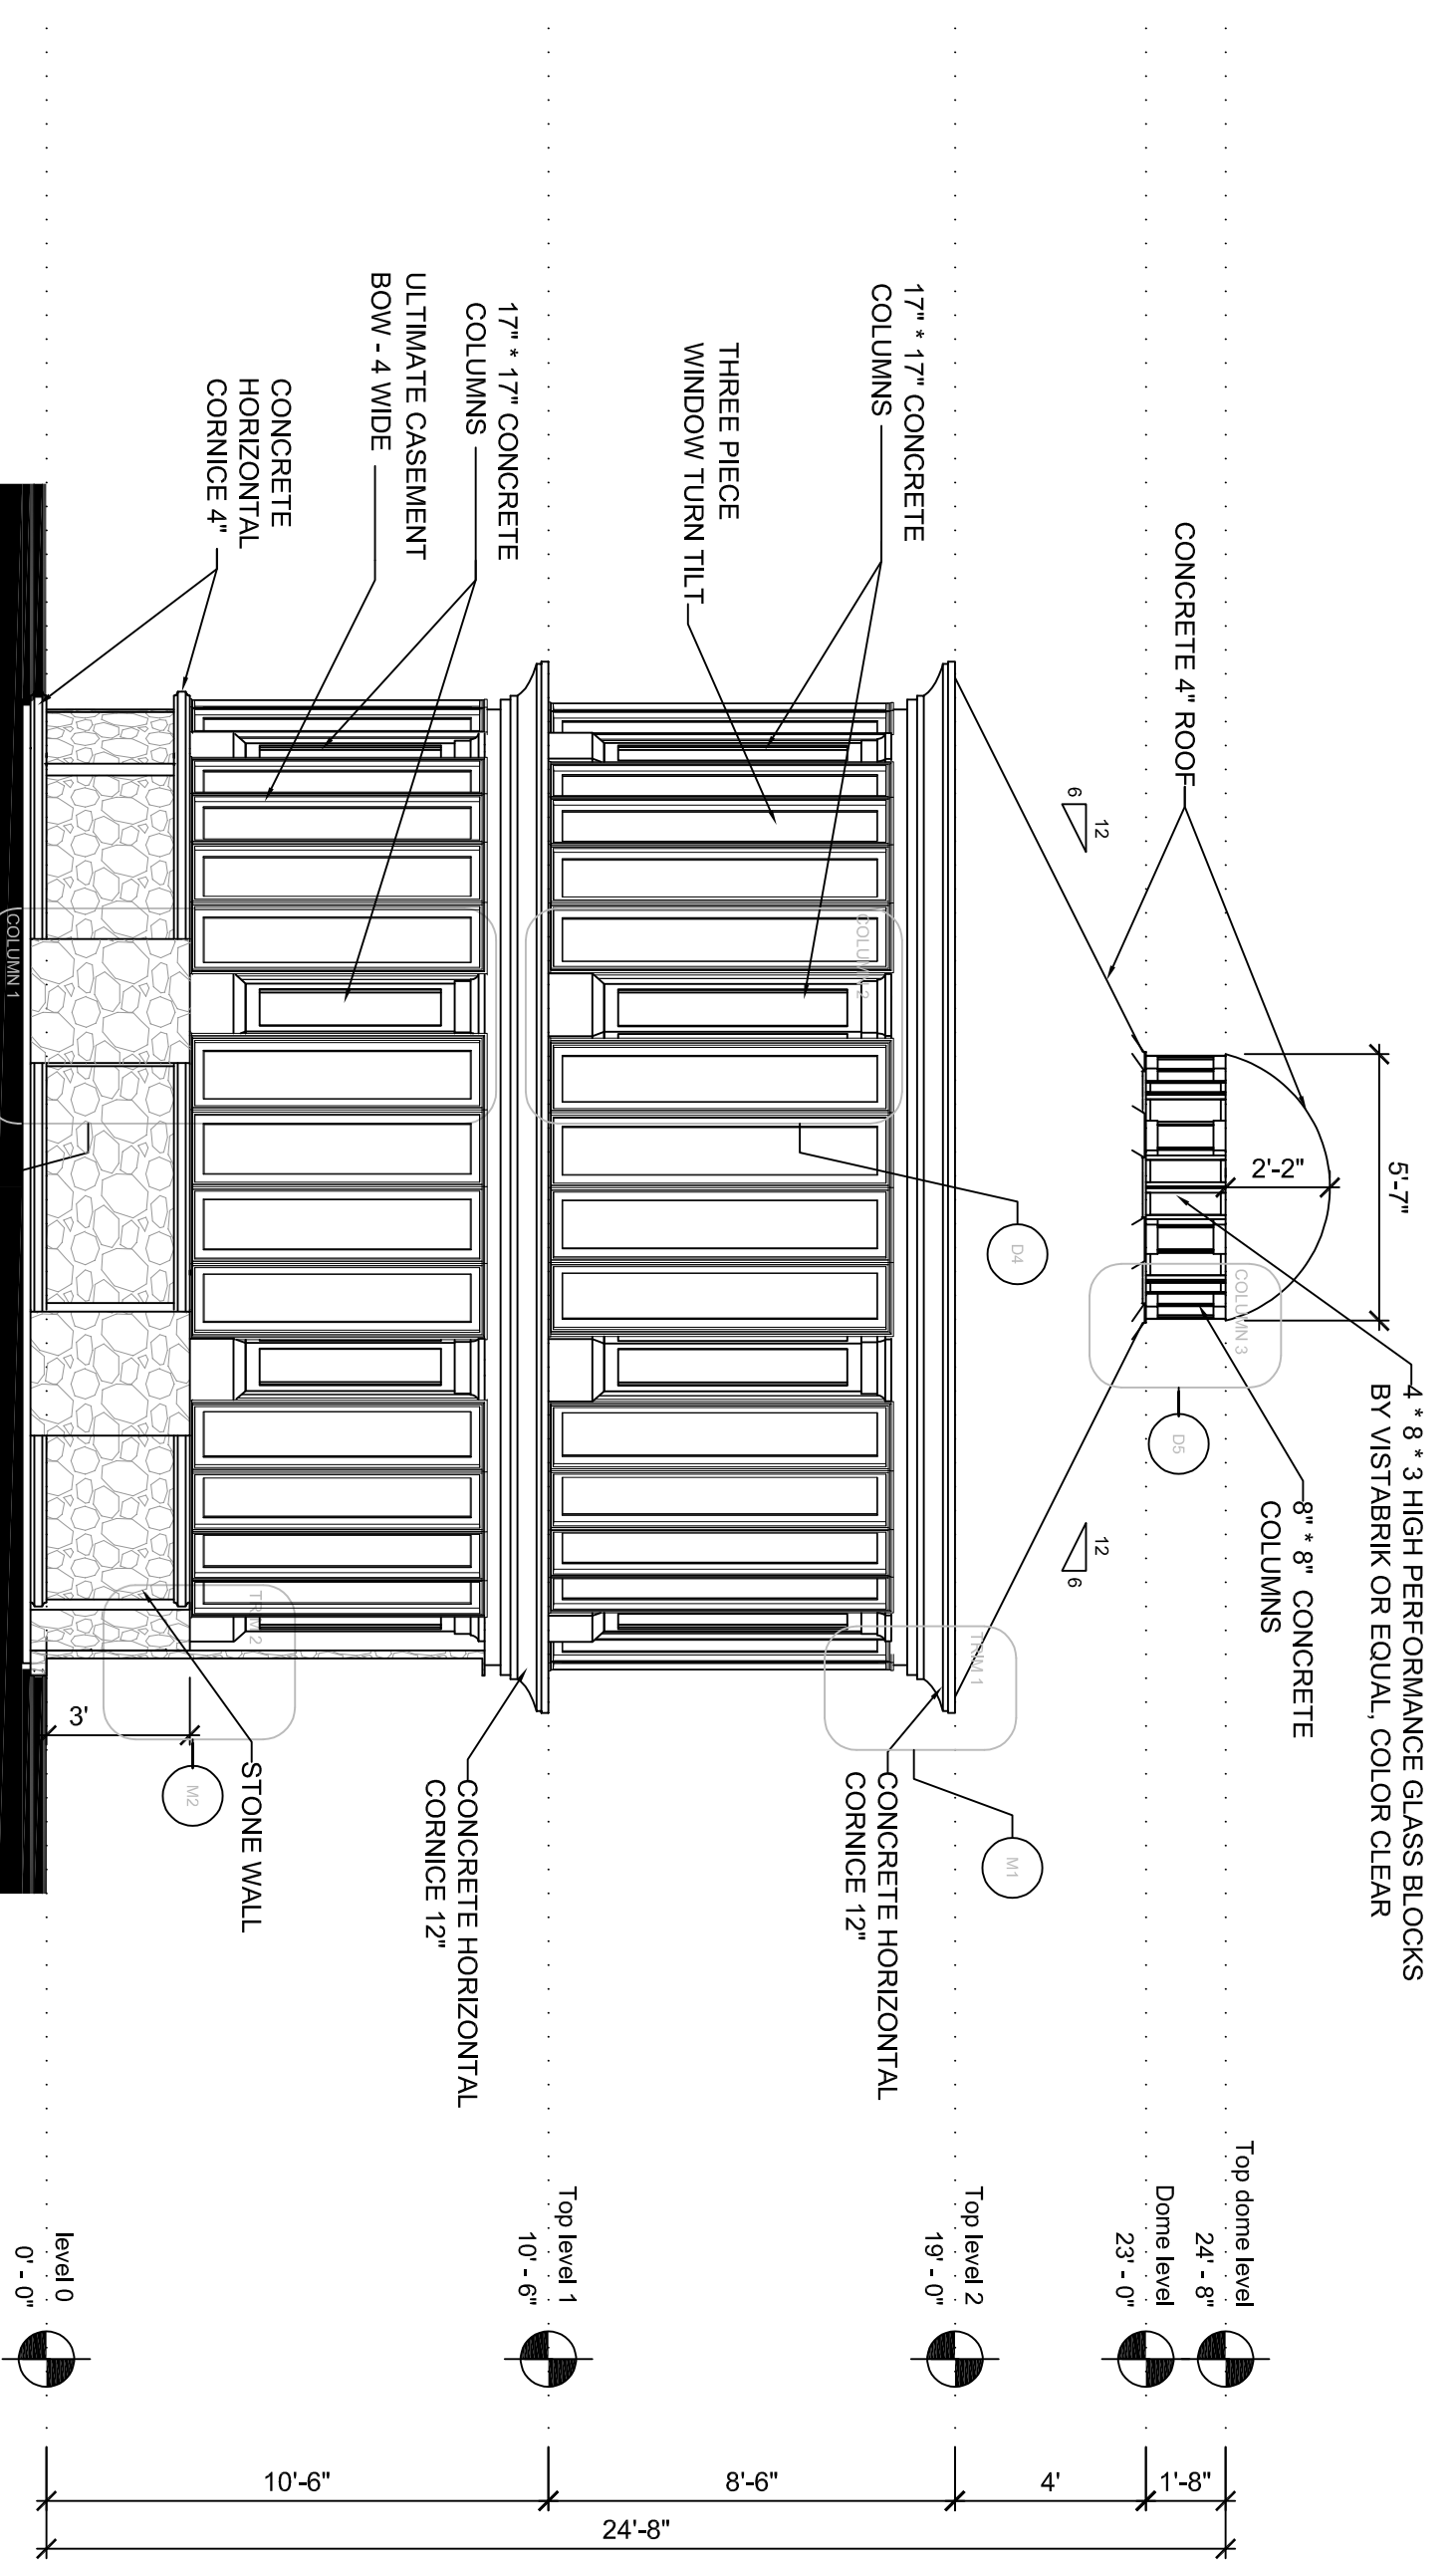 4 * 8 * 3 HIGH PERFORMANCE GLASS BLOCKS
BY VISTABRIK OR EQUAL, COLOR CLEAR
5'-7"
2'-2"
8" * 8" CONCRETE
COLUMNS
CONCRETE 4" ROOF
COLUMN 3
D5
12
6
12
6
Top dome level
24' - 8"
Dome level
23' - 0"
1'-8"
4'
D4
M1
TRIM 1
Top level 2
19' - 0"
17" * 17" CONCRETE
COLUMNS
COLUMN 2
CONCRETE HORIZONTAL
CORNICE 12"
THREE PIECE
WINDOW TURN TILT
8'-6"
24'-8"
Top level 1
10' - 6"
17" * 17" CONCRETE
COLUMNS
CONCRETE HORIZONTAL
CORNICE 12"
ULTIMATE CASEMENT
BOW - 4 WIDE
10'-6"
CONCRETE
HORIZONTAL
CORNICE 4"
TRIM 2
STONE WALL
M2
3'
level 0
0' - 0"
COLUMN 1